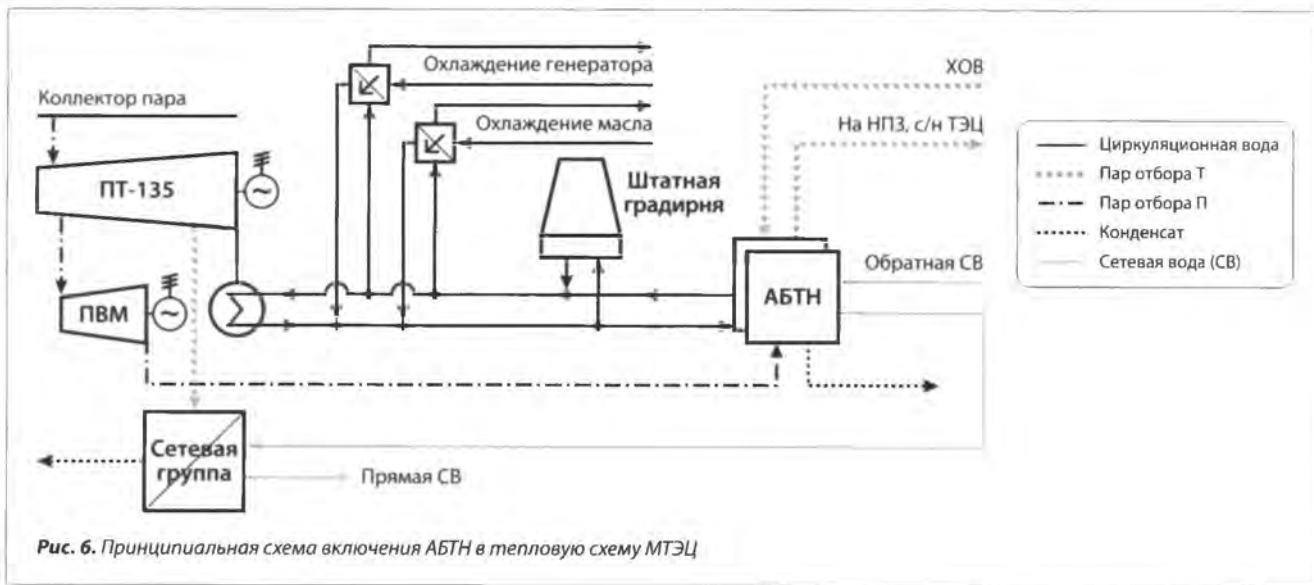 Охлаждение генератора
ХОВ
Коллектор пара
Охлаждение масла
На НПЗ, с/н ТЭЦ
ПТ-135
Штатная
градирня
Циркуляционная вода
Пар отбора Т
Пар отбора П
Конденсат
Сетевая вода (СВ)
Обратная СВ
АБТН
ПВМ
Сетевая
группа
Прямая СВ
Рис. 6. Принципиальная схема включения АБТН в тепловую схему МТЭЦ